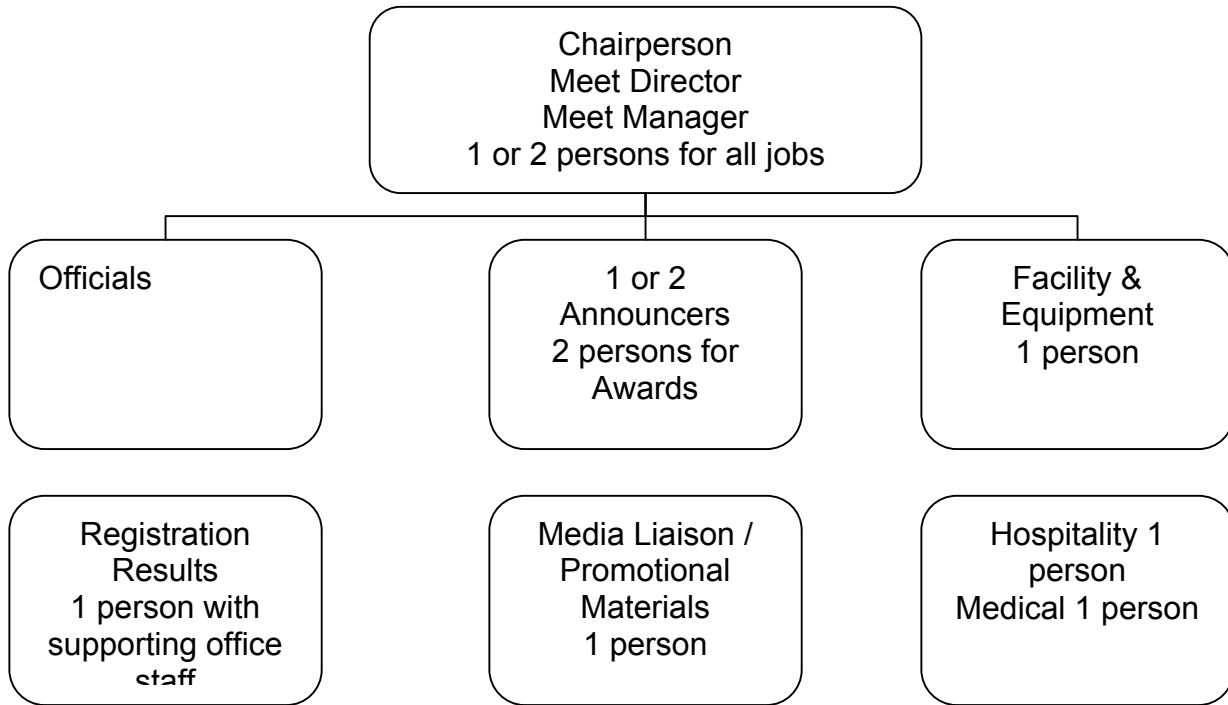 Chairperson
Meet Director
Meet Manager
1 or 2 persons for all jobs
Officials
1 or 2
Announcers
2 persons for
Awards
Facility &
Equipment
1 person
Registration
Results
1 person with
supporting office
staff
Media Liaison /
Promotional
Materials
1 person
Hospitality 1
person
Medical 1 person